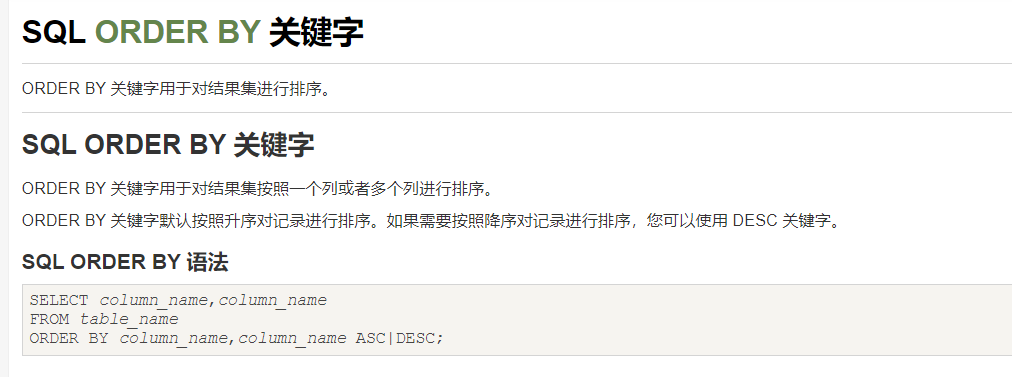 SQL ORDER BY 关键字
ORDER BY 关键字用于对结果集进行排序。
SQL ORDER BY 关键字
ORDER BY 关键字用于对结果集按照一个列或者多个列进行排序。
ORDER BY 关键字默认按照升序对记录进行排序。如果需要按照降序对记录进行排序，您可以使用 DESC 关键字。
SQL ORDER BY 语法
SELECT column_name,column_name
FROM table_name
ORDER BY column_name,column_name ASC|DESC;